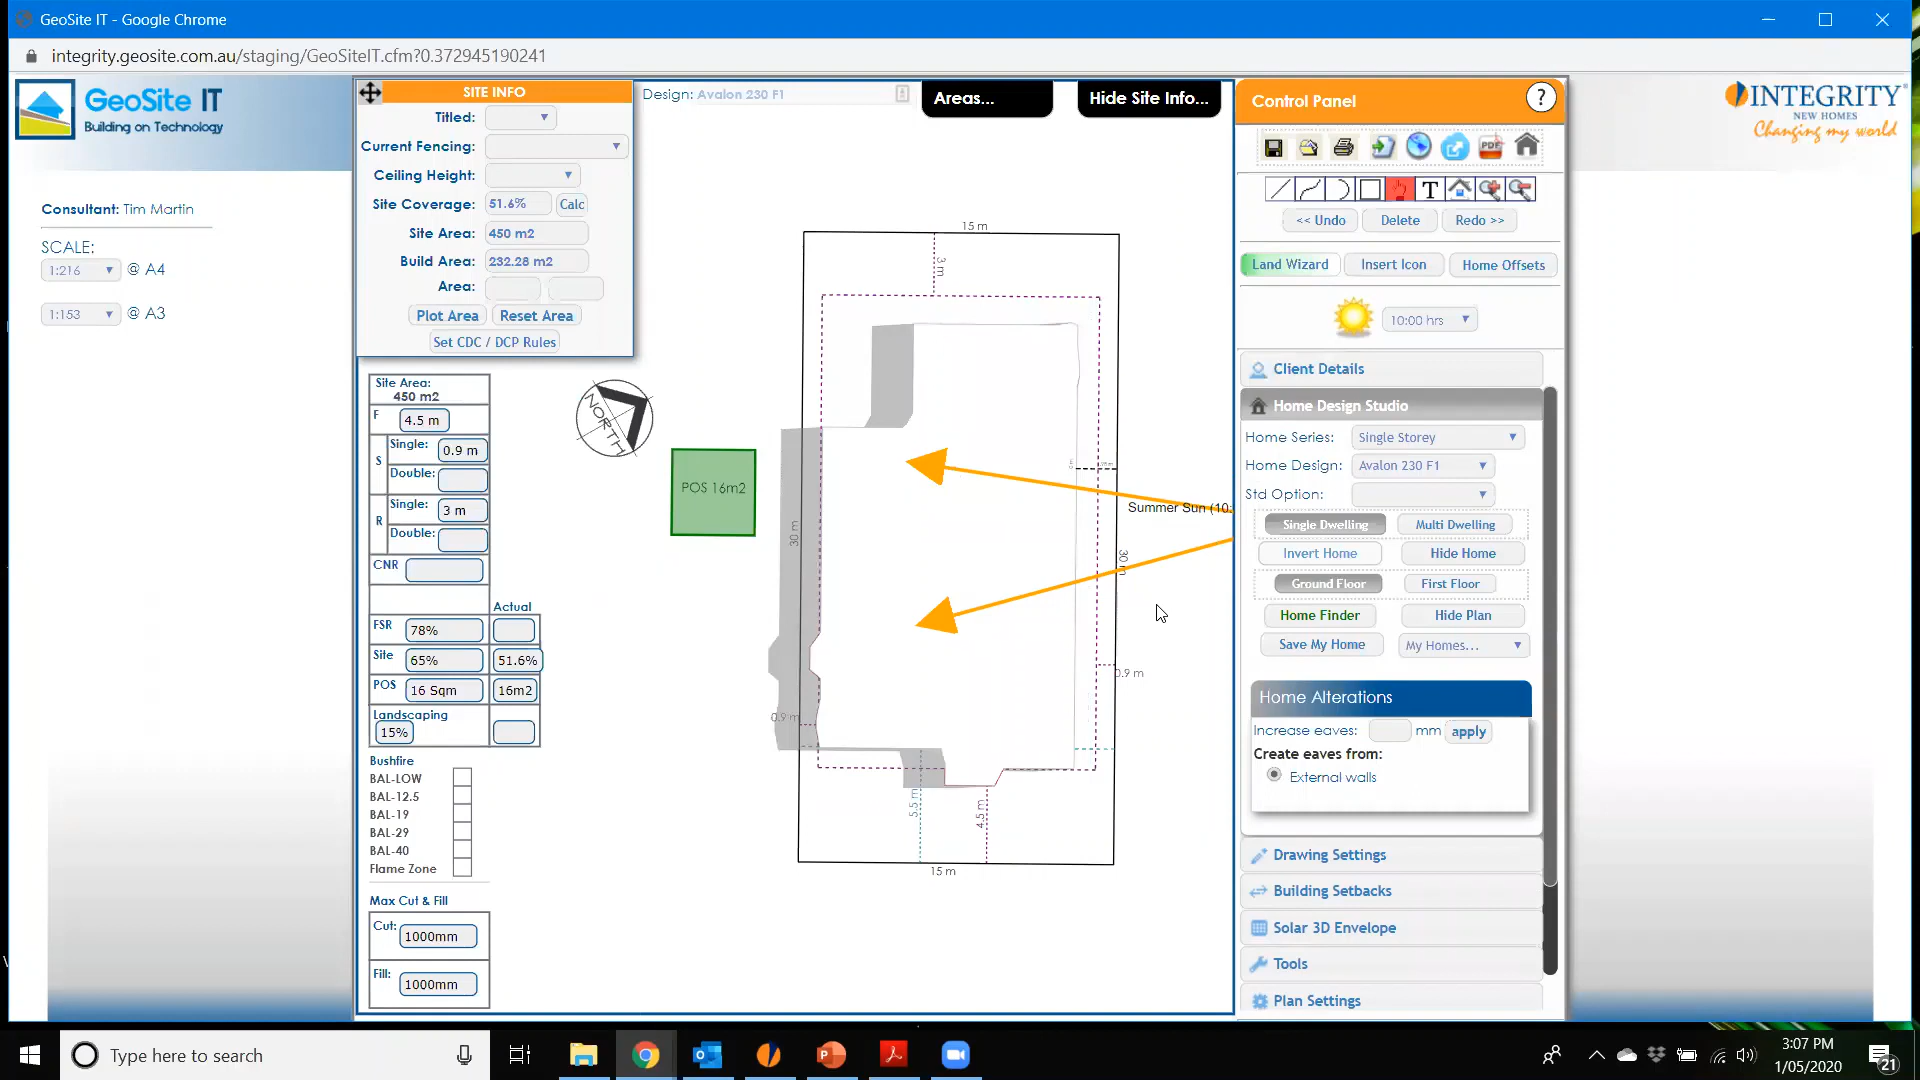 GeoSite IT - Google Chrome
integrity.geosite.com.au/staging/GeoSiteIT.cfm?0.372945190241
GeoSite IT
Building on Technology
Consultant: Tim Martin
SCALE:
1:216 @ A4
1:153 @ A3
SITE INFO
Titled:
Current Fencing:
Ceiling Height:
Site Coverage: 51.6% Calc
Site Area: 450 m2
Build Area: 232.28 m2
Area:
Plot Area Reset Area
Set CDC / DCP Rules
Site Area:
450 m2
F 4.5 m
S
Single: 0.9 m
Double:
R
Single: 3 m
Double:
CNR
Actual
FSR 78%
Site 65% 51.6%
POS 16 Sqm 16m2
Landscaping
15%
Bushfire
BAL-LOW
BAL-12.5
BAL-19
BAL-29
BAL-40
Flame Zone
Max Cut & Fill
Cut: 1000mm
Fill: 1000mm
Design: Avalon 230 F1
Areas...
Hide Site Info...
NORTH
POS 16m2
15 m
3 m
30 m
Summer Sun (10:
30 m
0.9 m
0.9 m
5.5 m
4.5 m
15 m
Control Panel
?
T
<< Undo Delete Redo >>
Land Wizard Insert Icon Home Offsets
10:00 hrs
Client Details
Home Design Studio
Home Series: Single Storey
Home Design: Avalon 230 F1
Std Option:
Single Dwelling Multi Dwelling
Invert Home Hide Home
Ground Floor First Floor
Home Finder Hide Plan
Save My Home My Homes...
Home Alterations
Increase eaves: mm apply
Create eaves from:
External walls
Drawing Settings
Building Setbacks
Solar 3D Envelope
Tools
Plan Settings
INTEGRITY
NEW HOMES
Changing my world
Type here to search
3:07 PM
1/05/2020
21